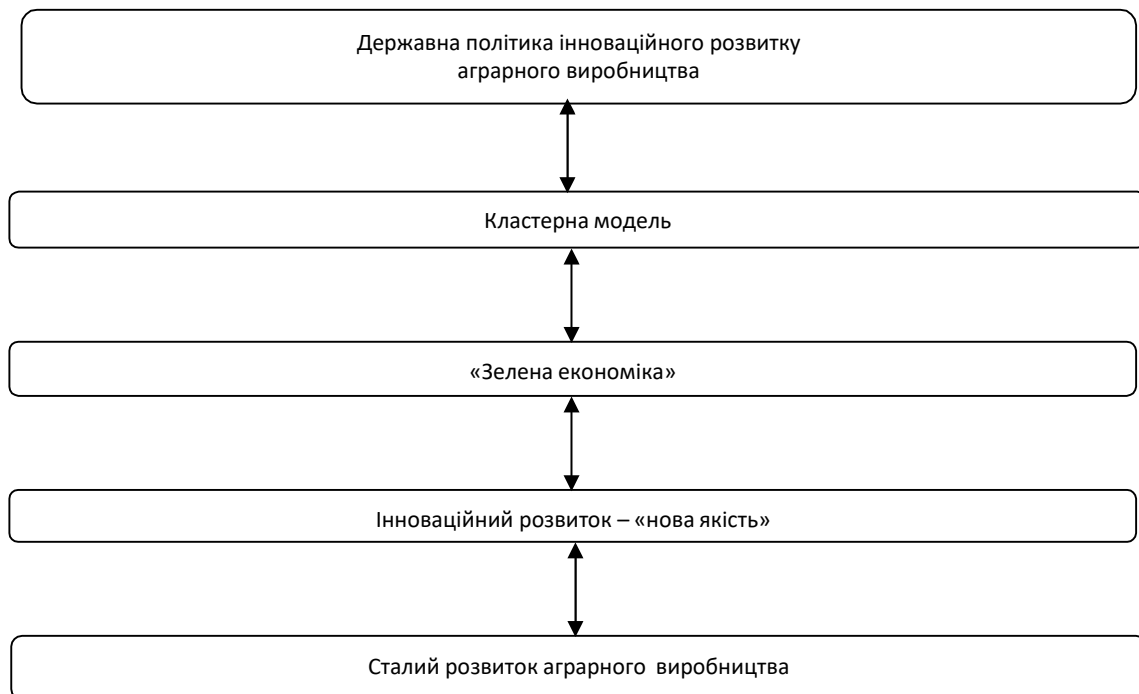 Державна політика інноваційного розвитку
аграрного виробництва
Кластерна модель
«Зелена економіка»
Інноваційний розвиток – «нова якість»
Сталий розвиток аграрного виробництва